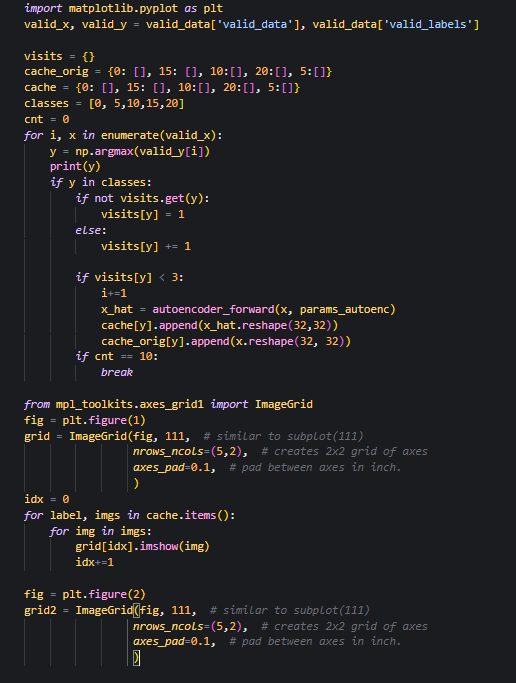 import matplotlib.pyplot as plt
valid_x, valid_y = valid_data['valid_data'], valid_data['valid_labels']

visits = {}
cache_orig = {0: [], 15: [], 10:[], 20:[], 5:[]}
cache = {0: [], 15: [], 10:[], 20:[], 5:[]}
classes = [0, 5,10,15,20]
cnt = 0
for i, x in enumerate(valid_x):
    y = np.argmax(valid_y[i])
    print(y)
    if y in classes:
        if not visits.get(y):
            visits[y] = 1
        else:
            visits[y] += 1

        if visits[y] < 3:
            i+=1
            x_hat = autoencoder_forward(x, params_autoenc)
            cache[y].append(x_hat.reshape(32,32))
            cache_orig[y].append(x.reshape(32, 32))
        if cnt == 10:
            break

from mpl_toolkits.axes_grid1 import ImageGrid
fig = plt.figure(1)
grid = ImageGrid(fig, 111,  # similar to subplot(111)
                 nrows_ncols=(5,2),  # creates 2x2 grid of axes
                 axes_pad=0.1,  # pad between axes in inch.
                 )
idx = 0
for label, imgs in cache.items():
    for img in imgs:
        grid[idx].imshow(img)
        idx+=1

fig = plt.figure(2)
grid2 = ImageGrid(fig, 111,  # similar to subplot(111)
                 nrows_ncols=(5,2),  # creates 2x2 grid of axes
                 axes_pad=0.1,  # pad between axes in inch.
                 )